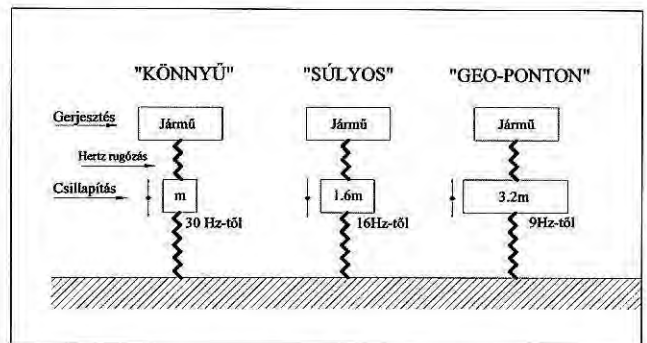 "KÖNNYŰ" "SÚLYOS" "GEO-PONTON"
Gerjesztés Jármű Jármű Jármű
Hertz rugózás
Csillapítás m 1.6m 3.2m
30 Hz-től 16Hz-től 9Hz-től